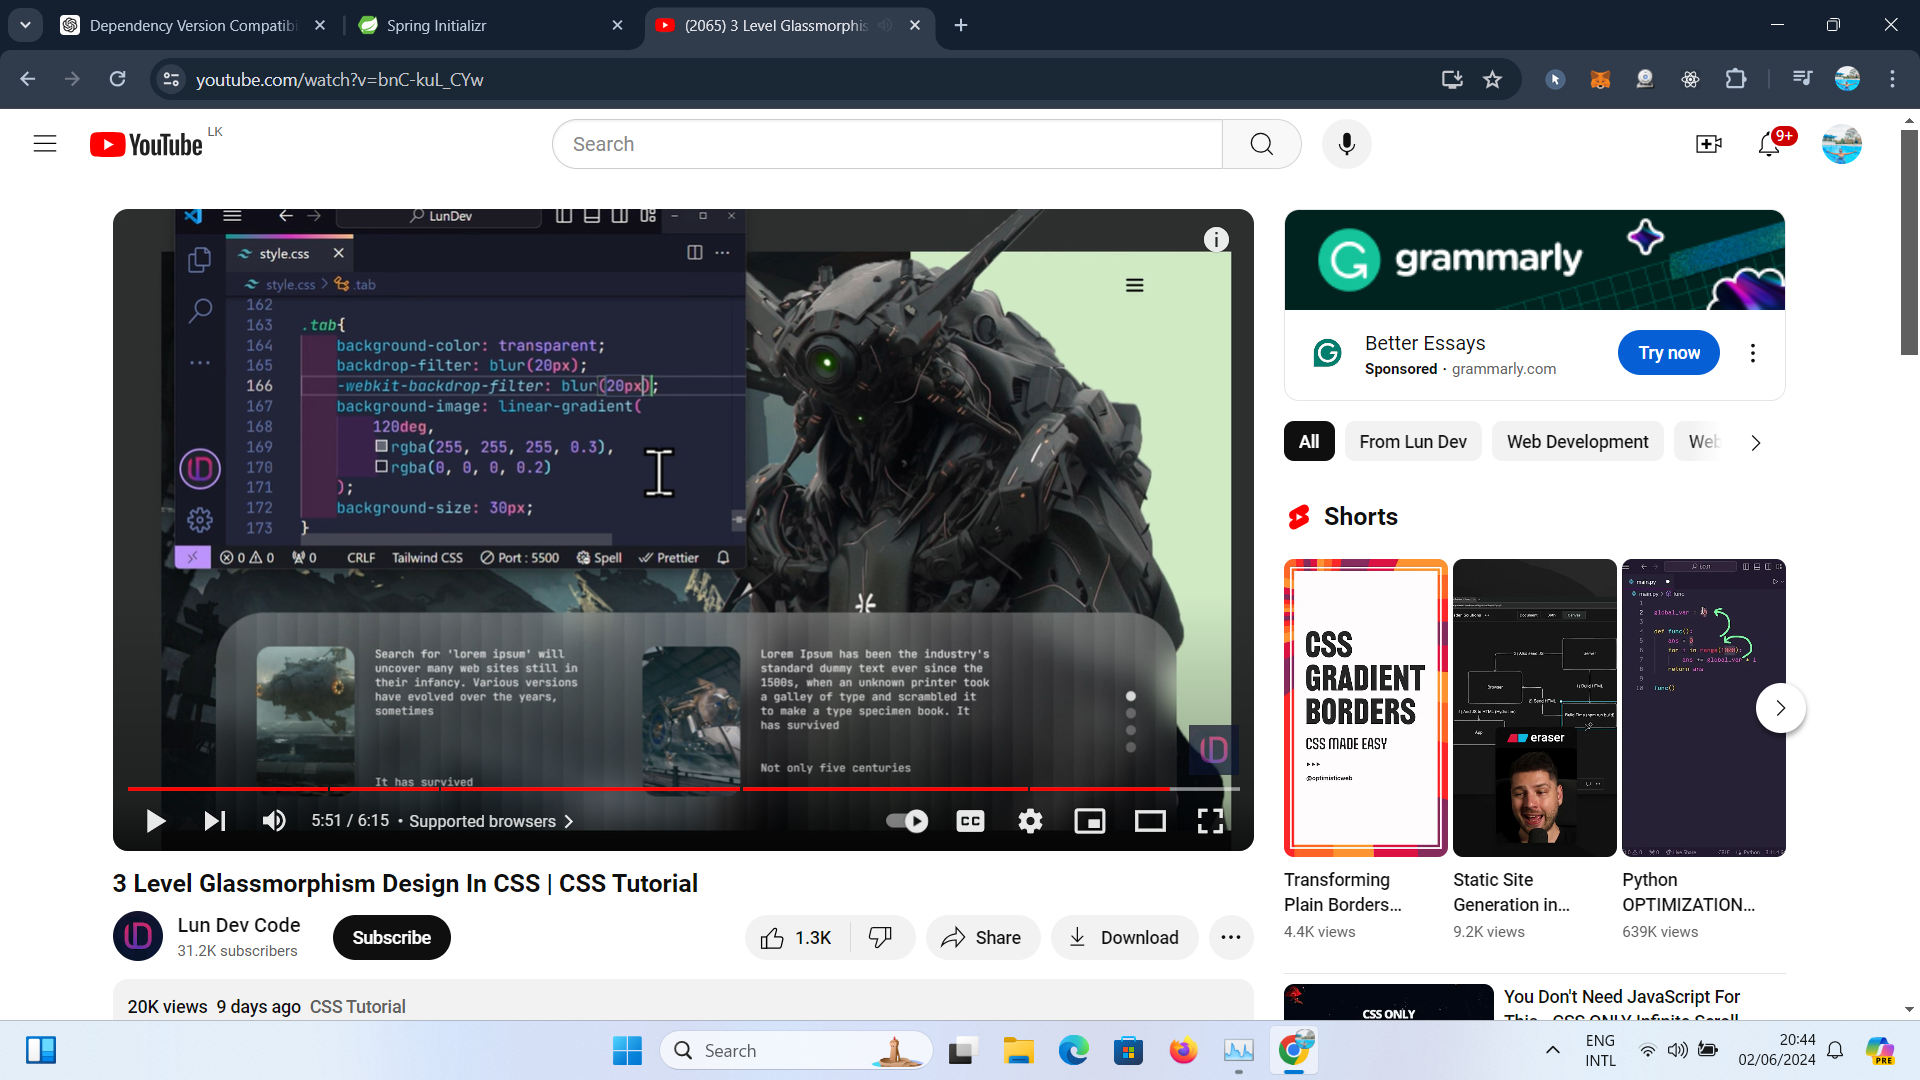 Dependency Version Compatibi
Spring Initializr
(2065) 3 Level Glassmorphis
youtube.com/watch?v=bnC-kuL_CYw
YouTube LK
Search
9+
LunDev
style.css
style.css > .tab
162
163 .tab{
164 background-color: transparent;
165 backdrop-filter: blur(20px);
166 -webkit-backdrop-filter: blur(20px);
167 background-image: linear-gradient(
168 120deg,
169 rgba(255, 255, 255, 0.3),
170 rgba(0, 0, 0, 0.2)
171 );
172 background-size: 30px;
173 }
0 0 0 CRLF Tailwind CSS Port : 5500 Spell Prettier
Search for 'lorem ipsum' will
uncover many web sites still in
their infancy. Various versions
have evolved over the years,
sometimes
It has survived
Lorem Ipsum has been the industry's
standard dummy text ever since the
1500s, when an unknown printer took
a galley of type and scrambled it
to make a type specimen book. It
has survived
Not only five centuries
5:51 / 6:15 • Supported browsers
CC
3 Level Glassmorphism Design In CSS | CSS Tutorial
Lun Dev Code
31.2K subscribers
Subscribe
1.3K
Share
Download
20K views 9 days ago CSS Tutorial
grammarly
Better Essays
Sponsored · grammarly.com
Try now
All
From Lun Dev
Web Development
Web
Shorts
CSS
GRADIENT
BORDERS
CSS MADE EASY
@optimisticweb
Transforming
Plain Borders...
4.4K views
eraser
Static Site
Generation in...
9.2K views
main.py
def func():
return ans
func()
Python
OPTIMIZATION...
639K views
CSS ONLY
You Don't Need JavaScript For
This - CSS ONLY Infinite Scroll
Search
ENG
INTL
20:44
02/06/2024
PRE